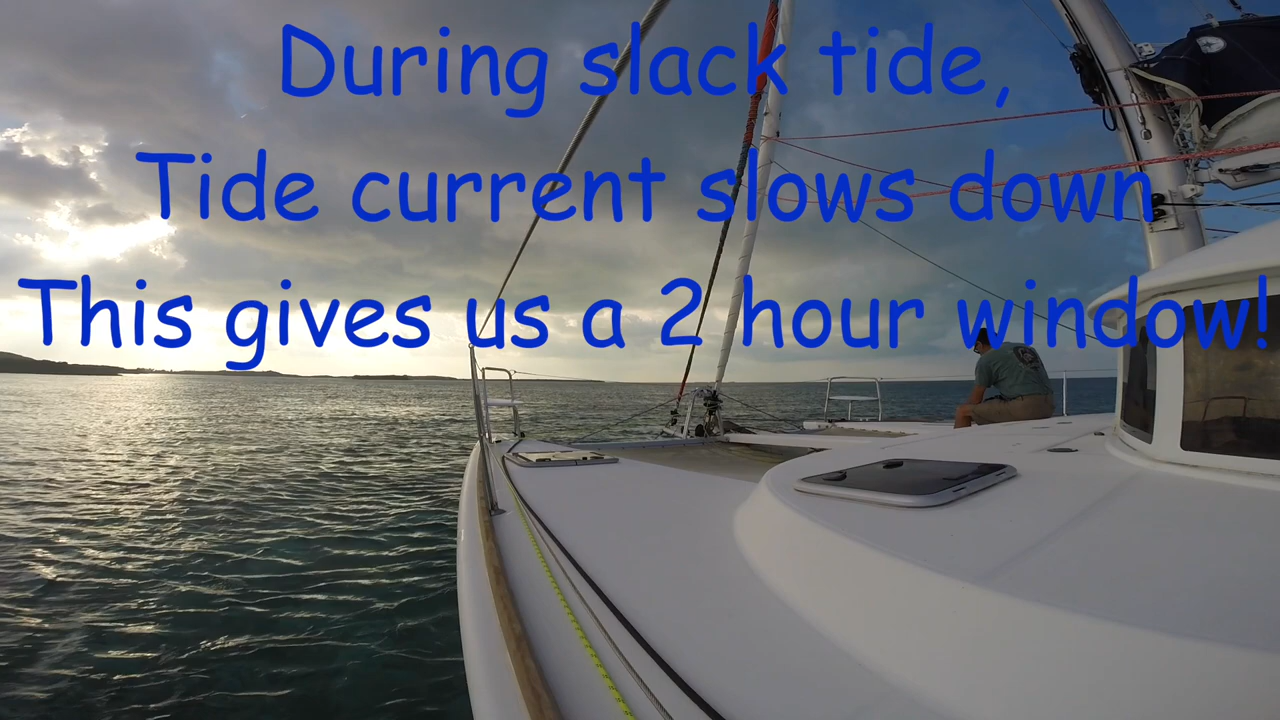 During slack tide,
Tide current slows down
This gives us a 2 hour window!